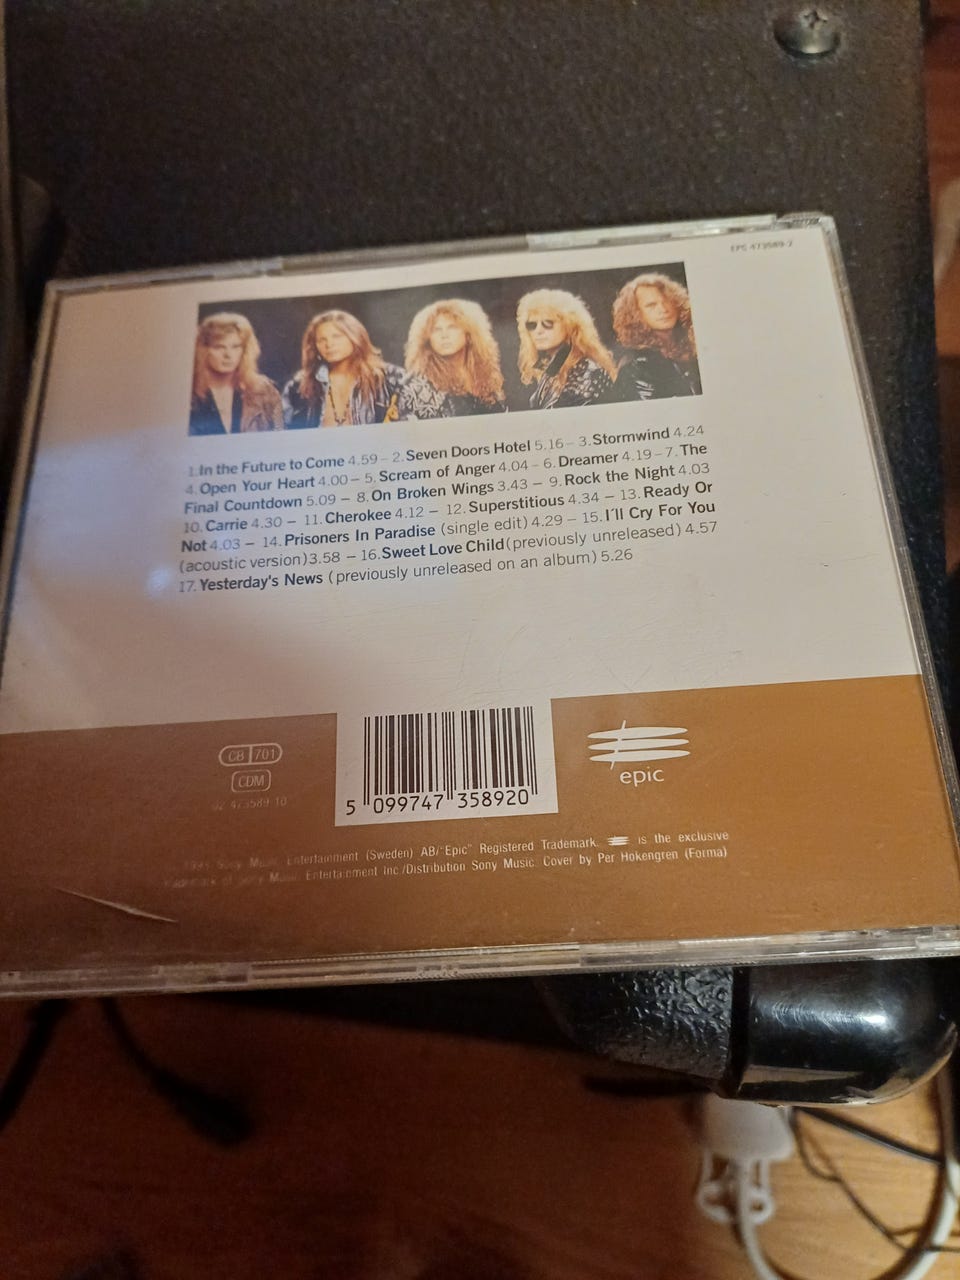 EPC 473589-2
1. In the Future to Come 4.59 – 2. Seven Doors Hotel 5.16 – 3. Stormwind 4.24
4. Open Your Heart 4.00 – 5. Scream of Anger 4.04 – 6. Dreamer 4.19 – 7. The
Final Countdown 5.09 – 8. On Broken Wings 3.43 – 9. Rock the Night 4.03
10. Carrie 4.30 – 11. Cherokee 4.12 – 12. Superstitious 4.34 – 13. Ready Or
Not 4.03 – 14. Prisoners In Paradise (single edit) 4.29 – 15. I´ll Cry For You
(acoustic version) 3.58 – 16. Sweet Love Child (previously unreleased) 4.57
17. Yesterday's News (previously unreleased on an album) 5.26
CB 701
CDM
473589 10
5 099747 358920
epic
Sony Music Entertainment (Sweden) AB/"Epic" Registered Trademark. is the exclusive
trademark of Sony Music Entertainment Inc./Distribution Sony Music. Cover by Per Hokengren (Forma)